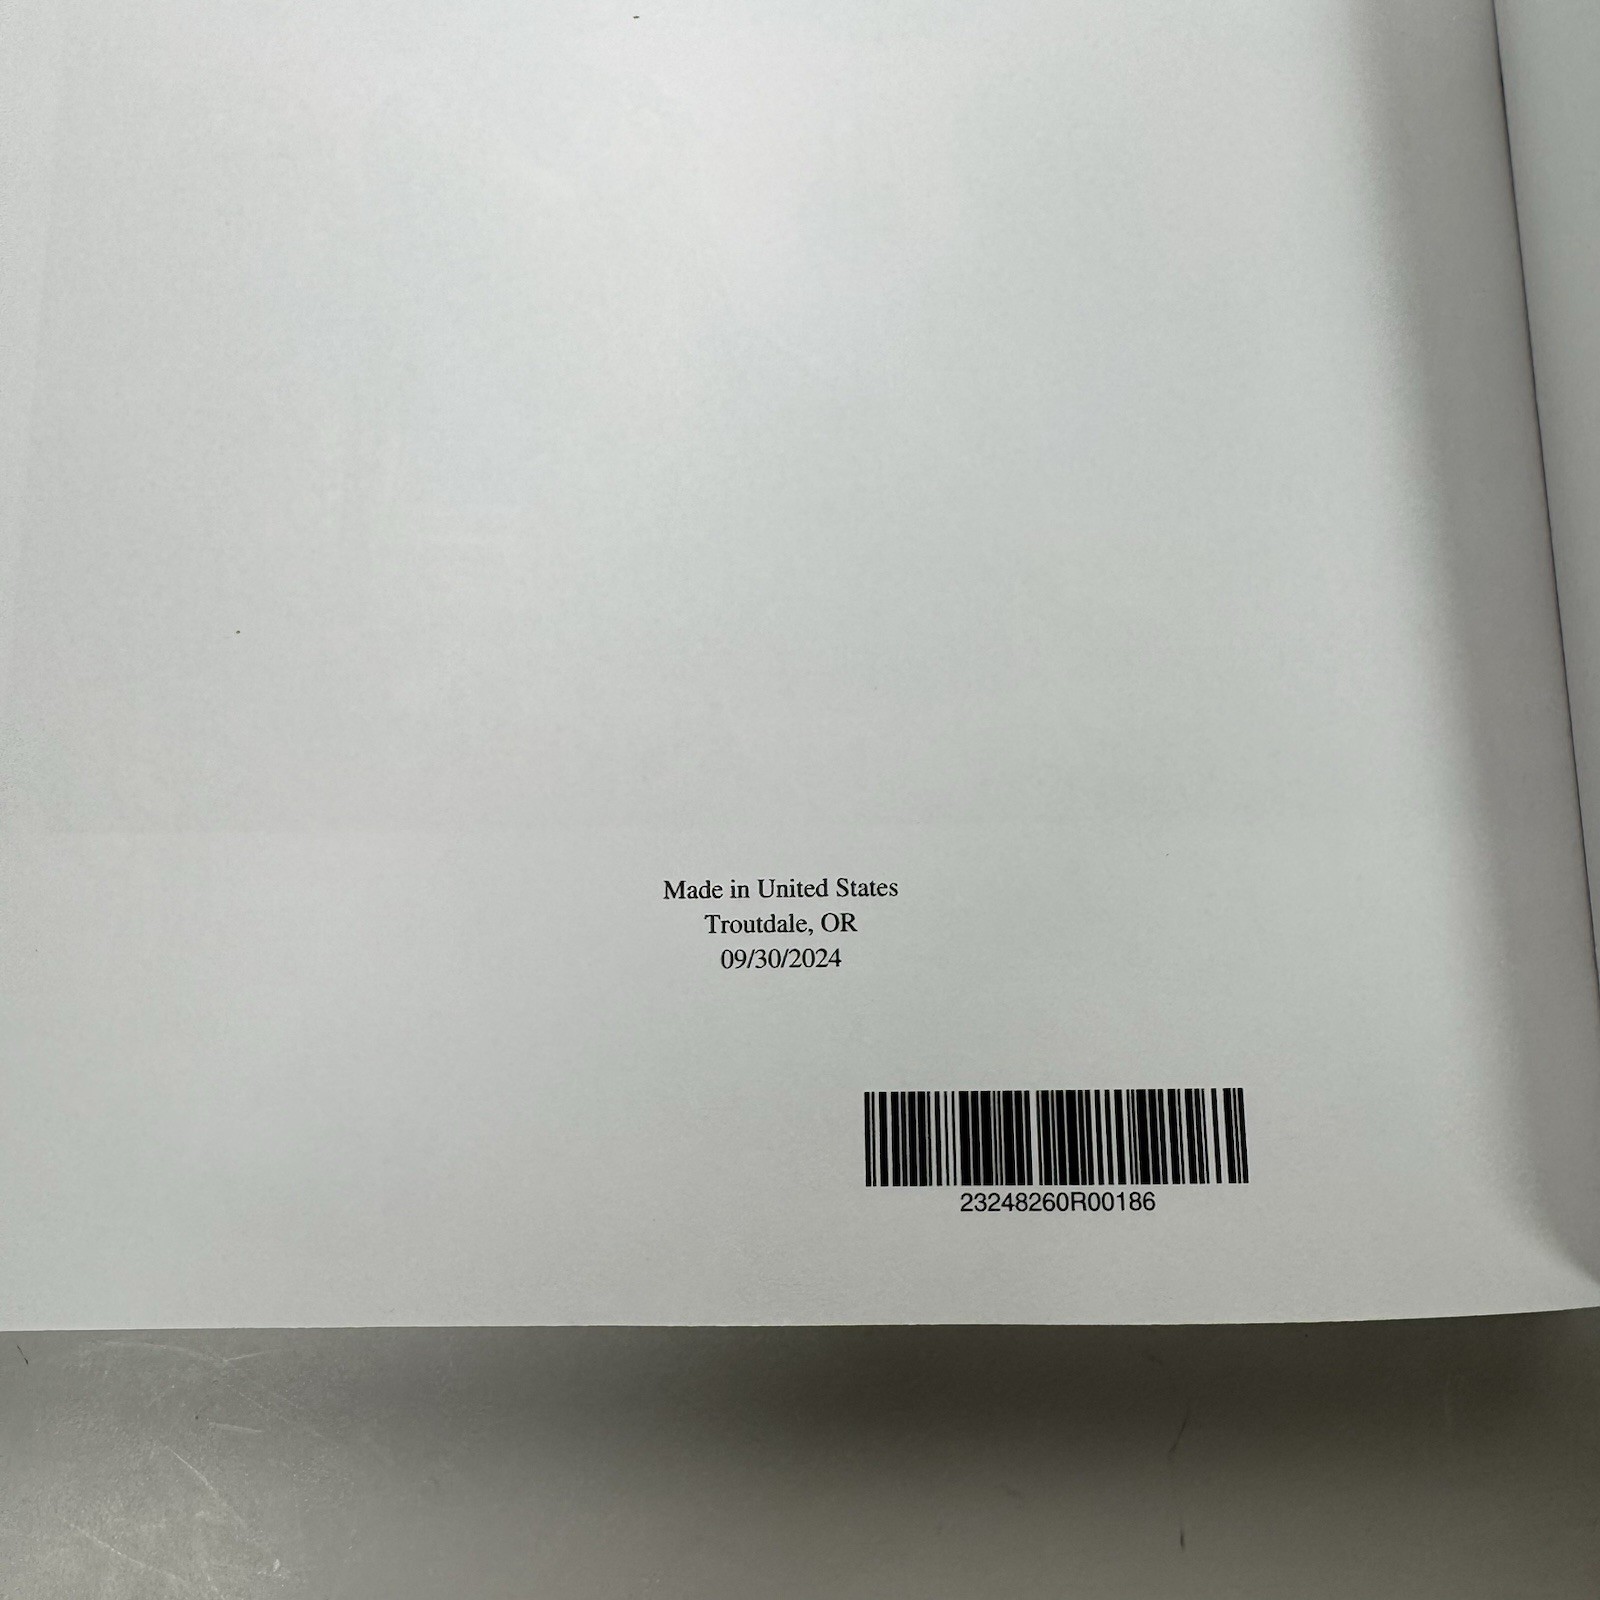 Made in United States
Troutdale, OR
09/30/2024
23248260R00186